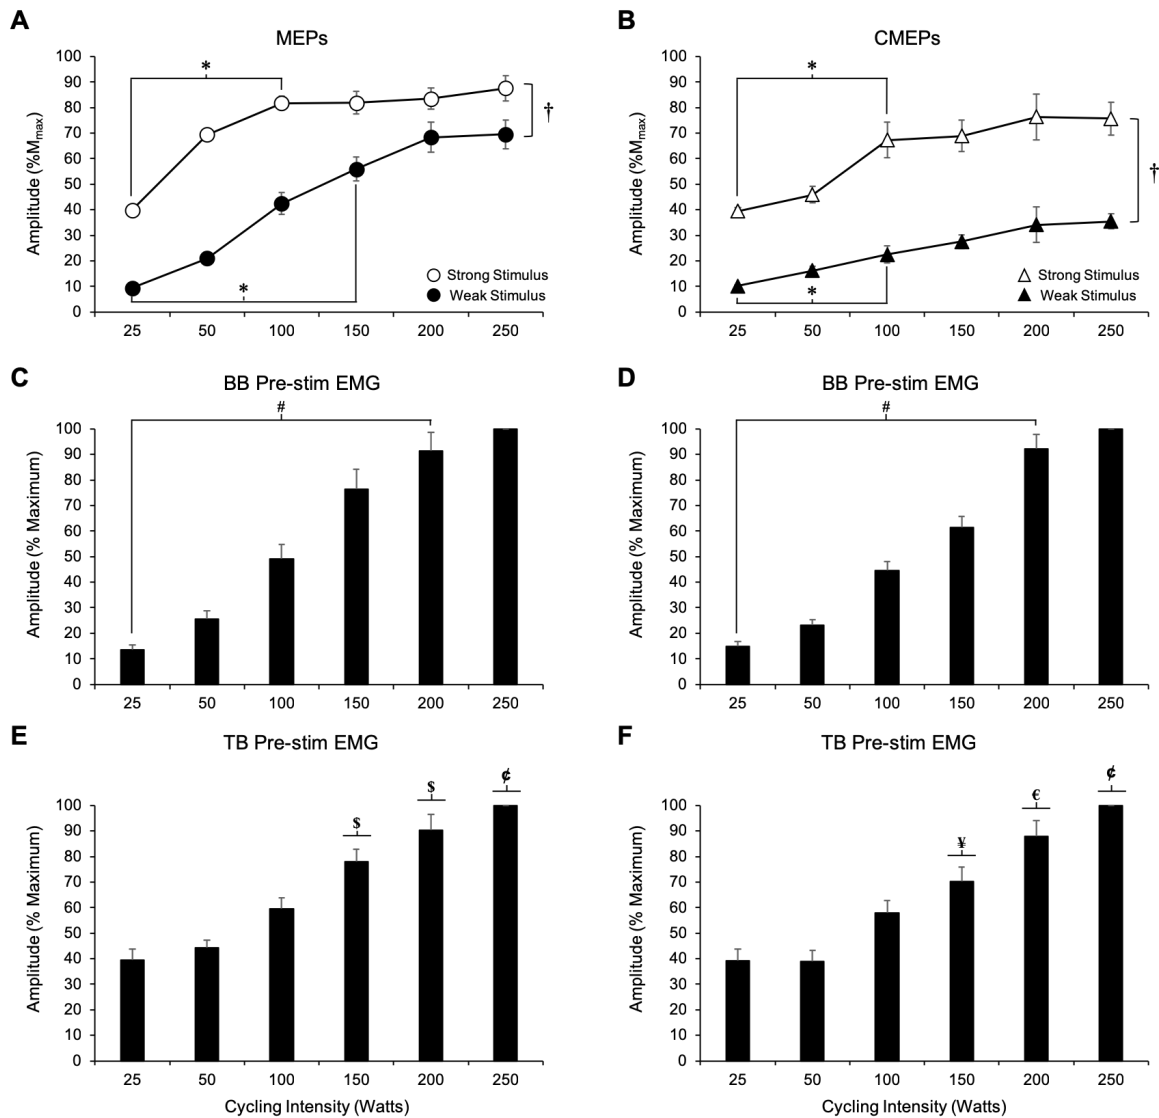 A
MEPs
Amplitude (%Mmax)
100
90
80
70
60
50
40
30
20
10
0
*
*
†
Strong Stimulus
Weak Stimulus
25 50 100 150 200 250
B
CMEPs
Amplitude (%Mmax)
100
90
80
70
60
50
40
30
20
10
0
*
*
†
Strong Stimulus
Weak Stimulus
25 50 100 150 200 250
C
BB Pre-stim EMG
#
Amplitude (% Maximum)
100
90
80
70
60
50
40
30
20
10
0
25 50 100 150 200 250
D
BB Pre-stim EMG
#
Amplitude (% Maximum)
100
90
80
70
60
50
40
30
20
10
0
25 50 100 150 200 250
E
TB Pre-stim EMG
$ $ ¢
Amplitude (% Maximum)
100
90
80
70
60
50
40
30
20
10
0
25 50 100 150 200 250
Cycling Intensity (Watts)
F
TB Pre-stim EMG
¥ € ¢
Amplitude (% Maximum)
100
90
80
70
60
50
40
30
20
10
0
25 50 100 150 200 250
Cycling Intensity (Watts)